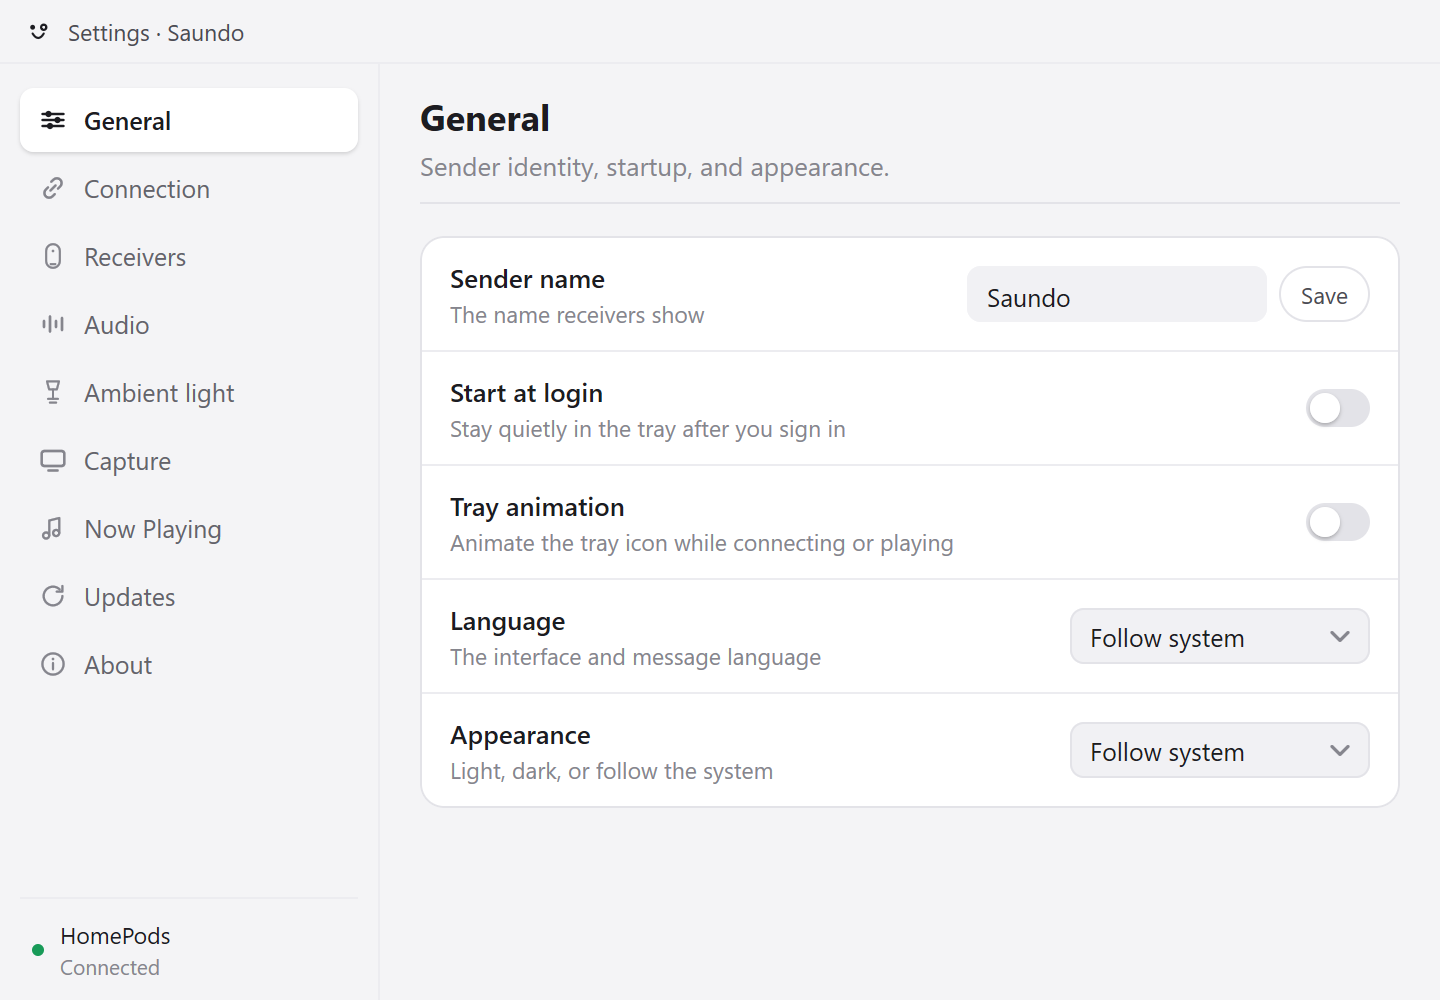 Settings · Saundo
General
Connection
Receivers
Audio
Ambient light
Capture
Now Playing
Updates
About
HomePods
Connected
General
Sender identity, startup, and appearance.
Sender name
The name receivers show
Saundo
Save
Start at login
Stay quietly in the tray after you sign in
Tray animation
Animate the tray icon while connecting or playing
Language
The interface and message language
Follow system
Appearance
Light, dark, or follow the system
Follow system